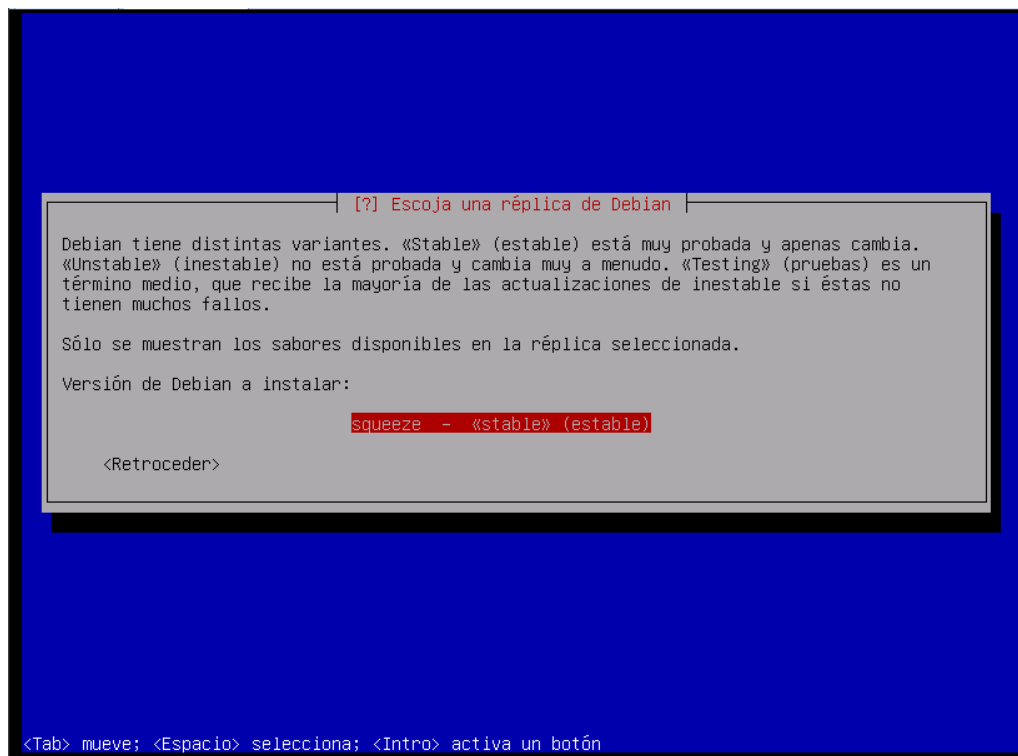 [?] Escoja una réplica de Debian
Debian tiene distintas variantes. «Stable» (estable) está muy probada y apenas cambia.
«Unstable» (inestable) no está probada y cambia muy a menudo. «Testing» (pruebas) es un
término medio, que recibe la mayoría de las actualizaciones de inestable si éstas no
tienen muchos fallos.
Sólo se muestran los sabores disponibles en la réplica seleccionada.
Versión de Debian a instalar:
squeeze - «stable» (estable)
<Retroceder>
<Tab> mueve; <Espacio> selecciona; <Intro> activa un botón